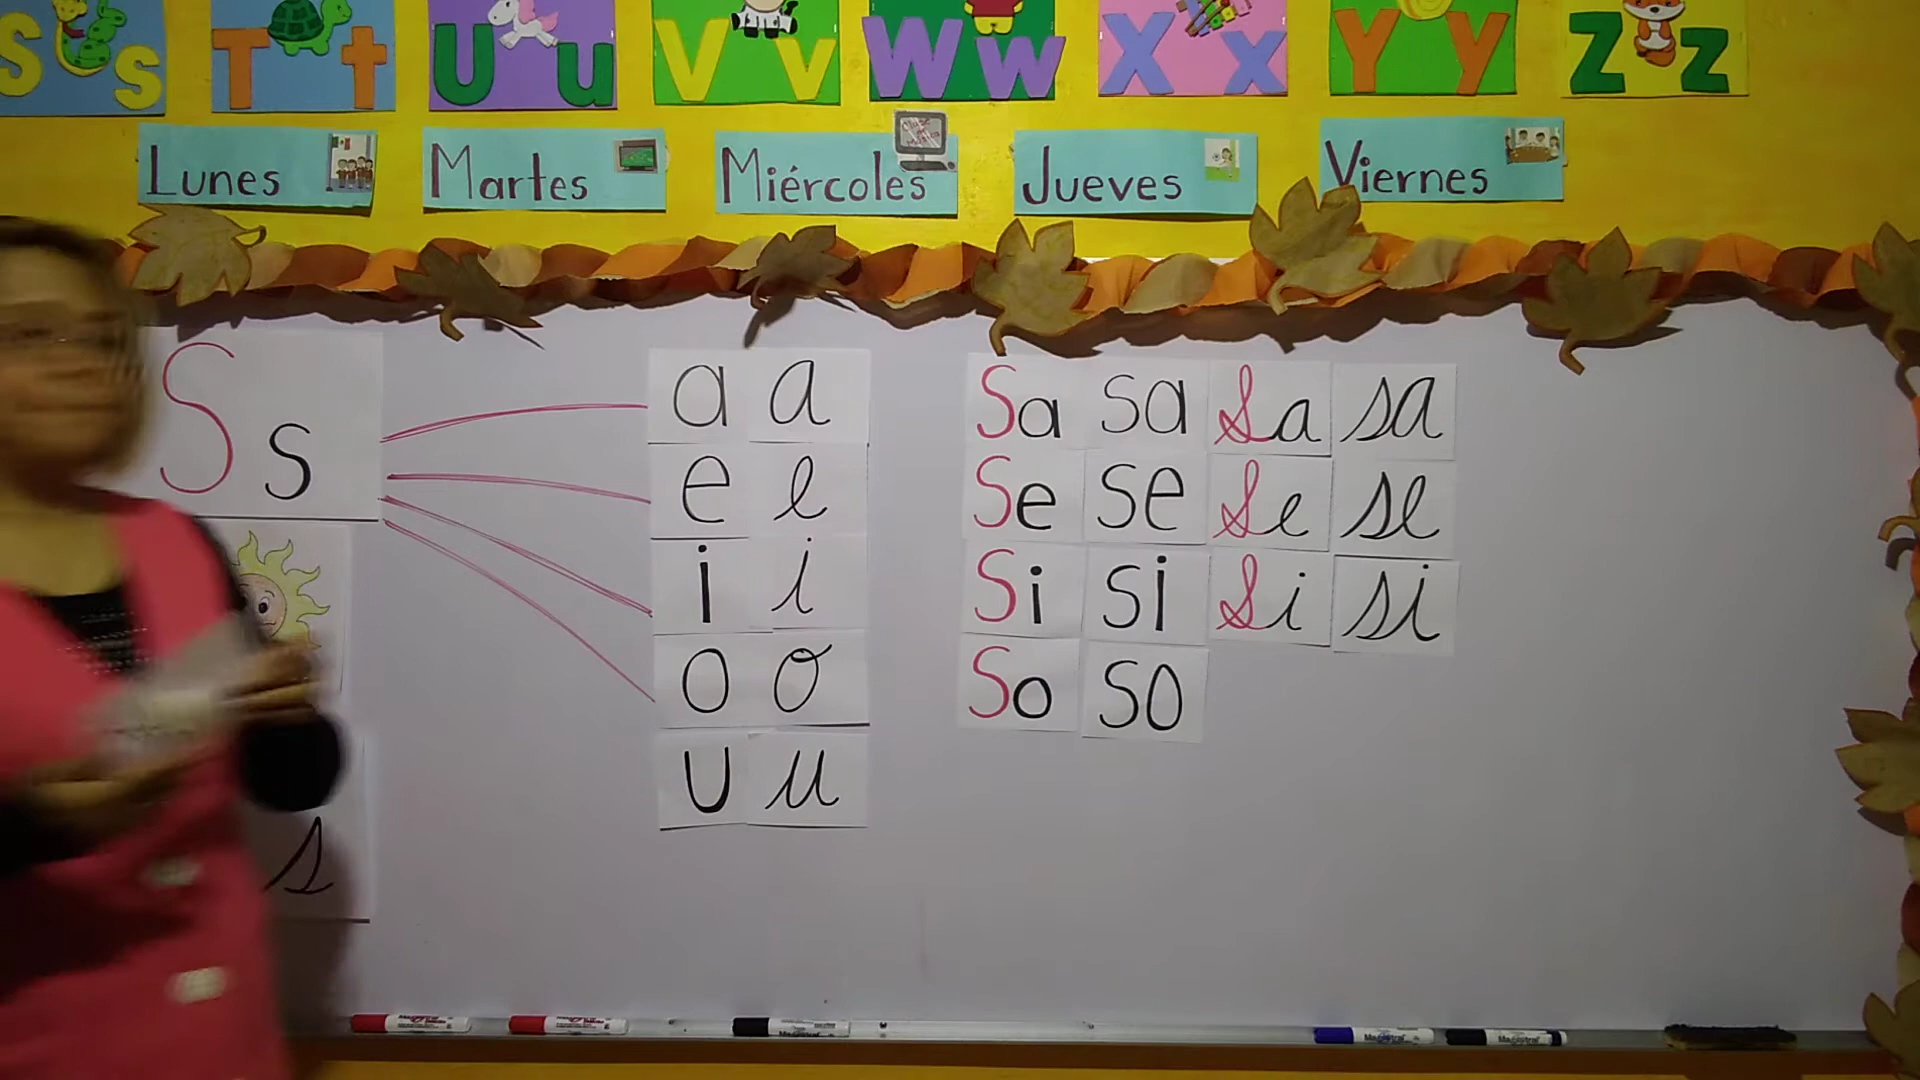 S s T t U u V v W w X x Y y Z z
Lunes Martes Miércoles Jueves Viernes
S s
a a
e e
i i
o o
u u
Sa sa Sa sa
Se se Se se
Si si Si si
So so
s